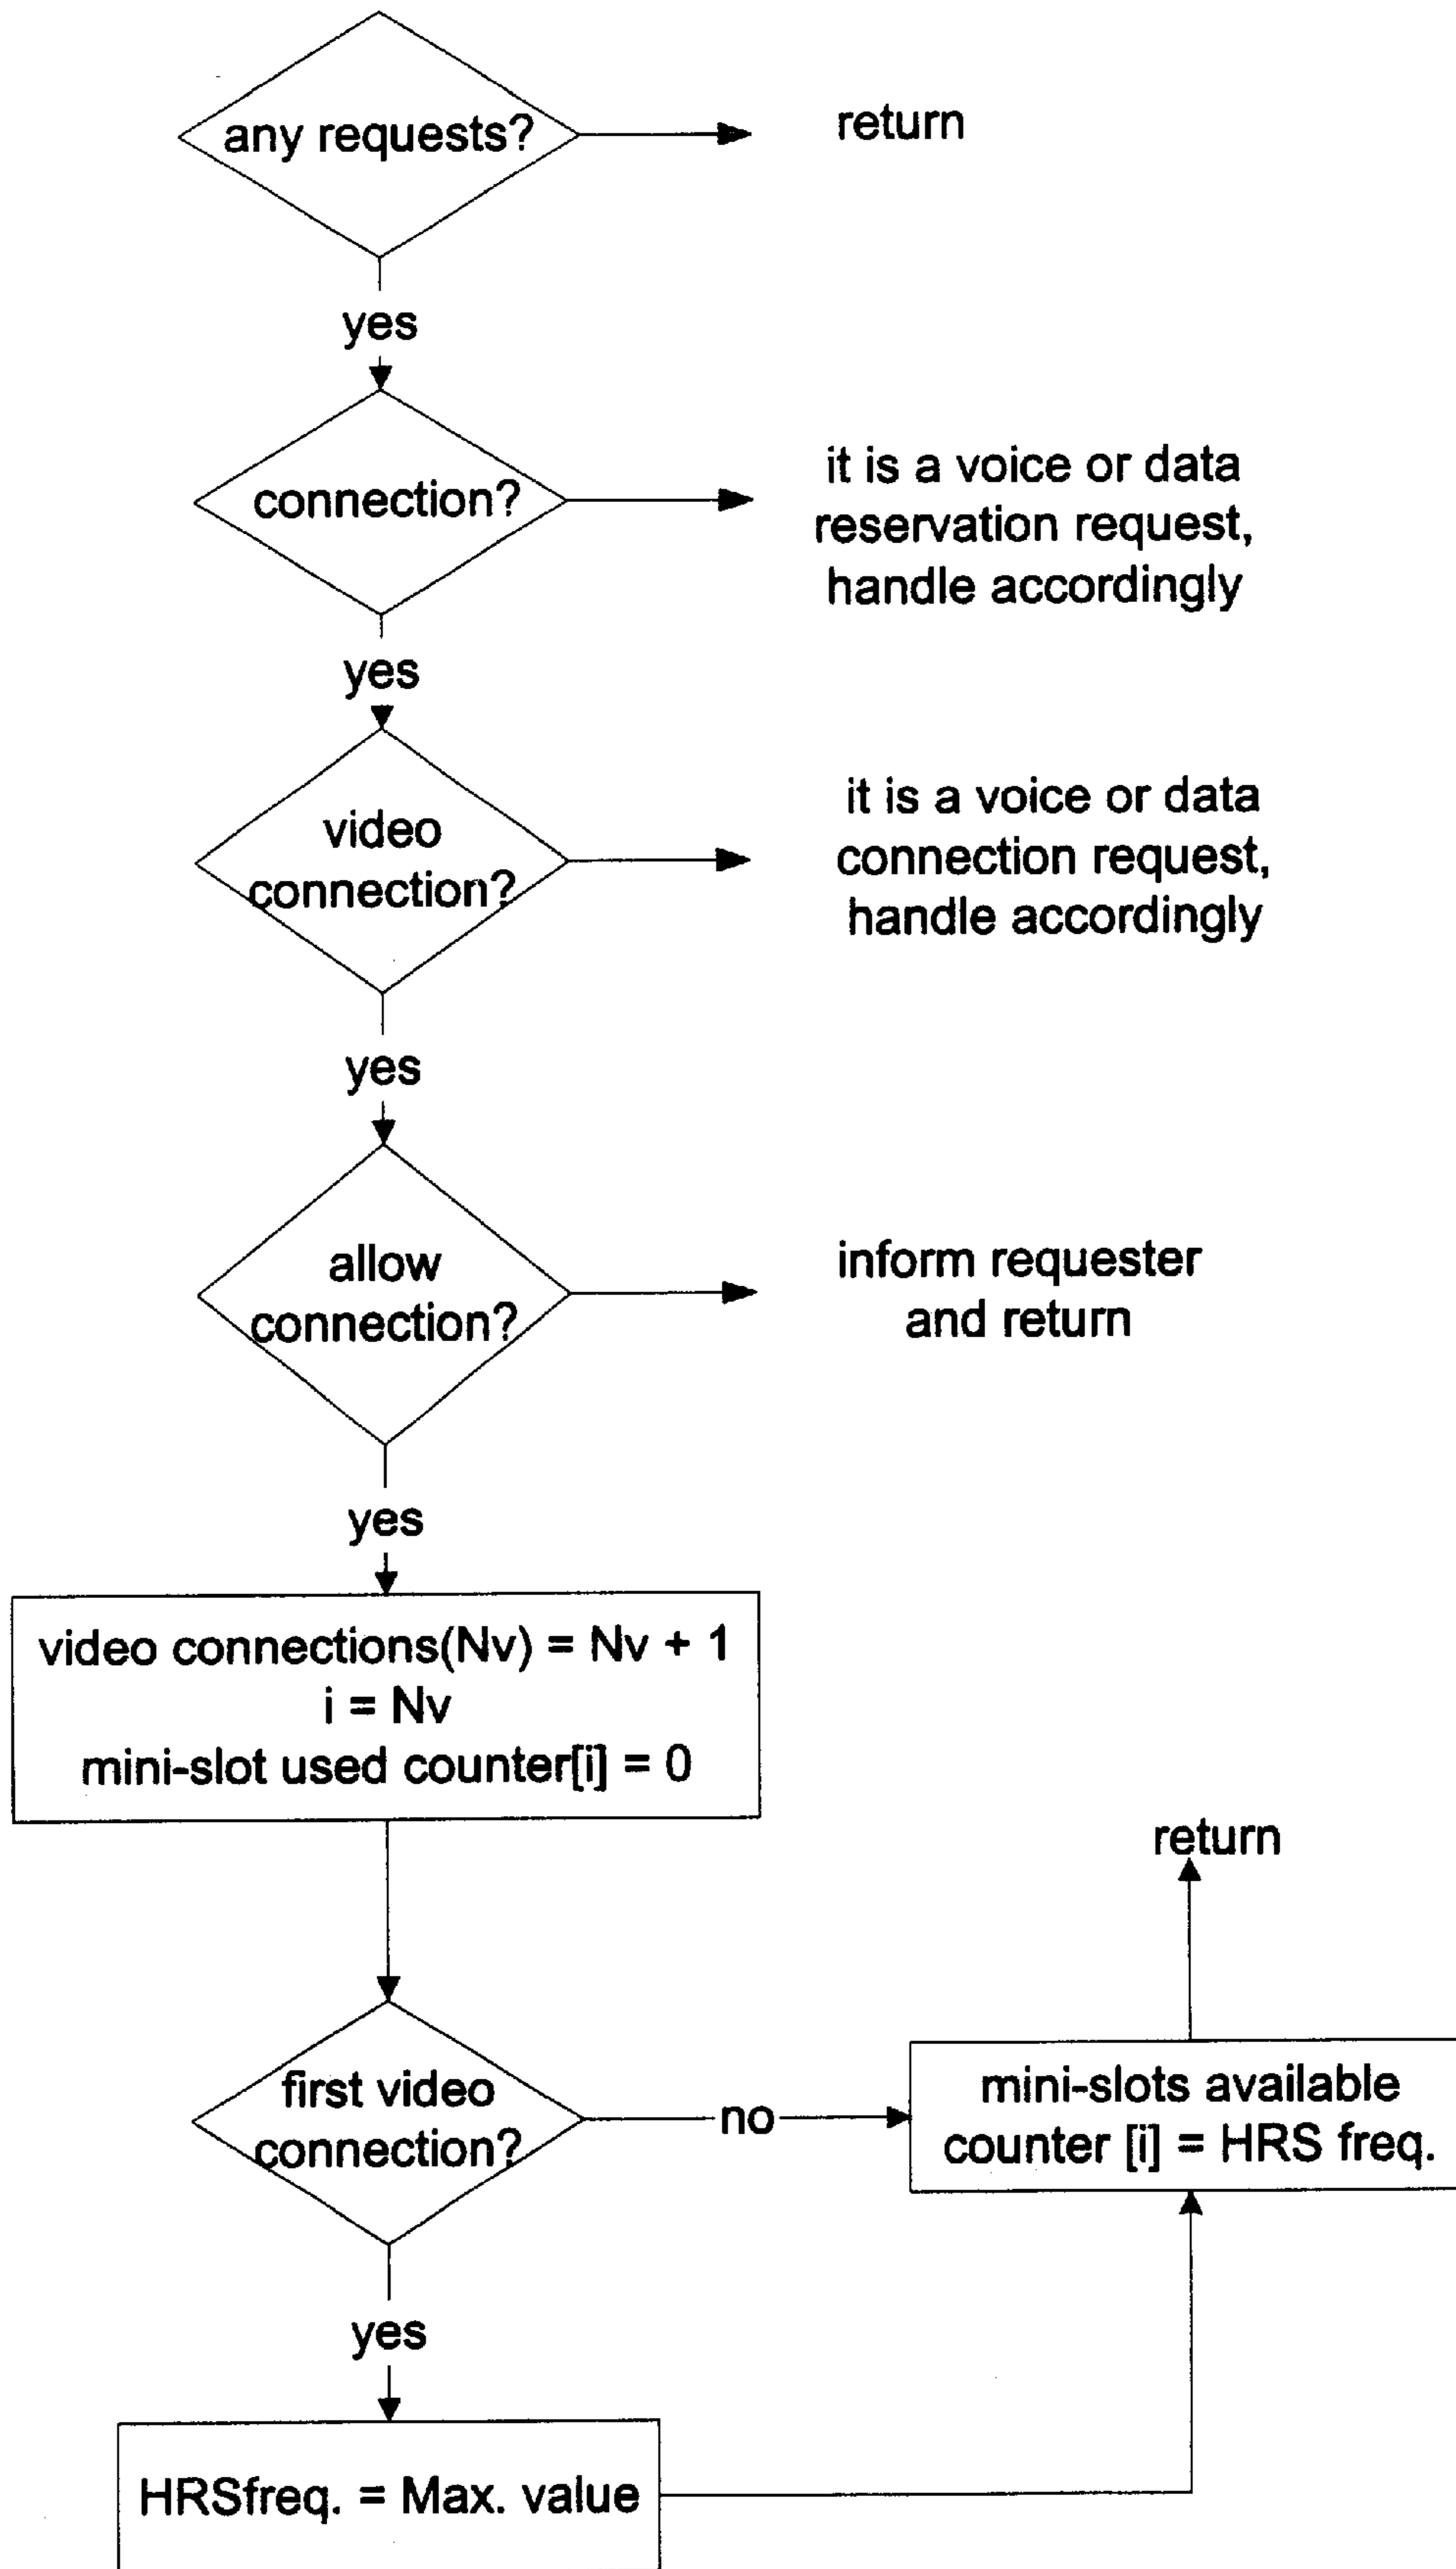 any requests?
return
yes
connection?
it is a voice or data
reservation request,
handle accordingly
yes
video
connection?
it is a voice or data
connection request,
handle accordingly
yes
allow
connection?
inform requester
and return
yes
video connections(Nv) = Nv + 1
i = Nv
mini-slot used counter[i] = 0
return
first video
connection?
no
mini-slots available
counter [i] = HRS freq.
yes
HRSfreq. = Max. value